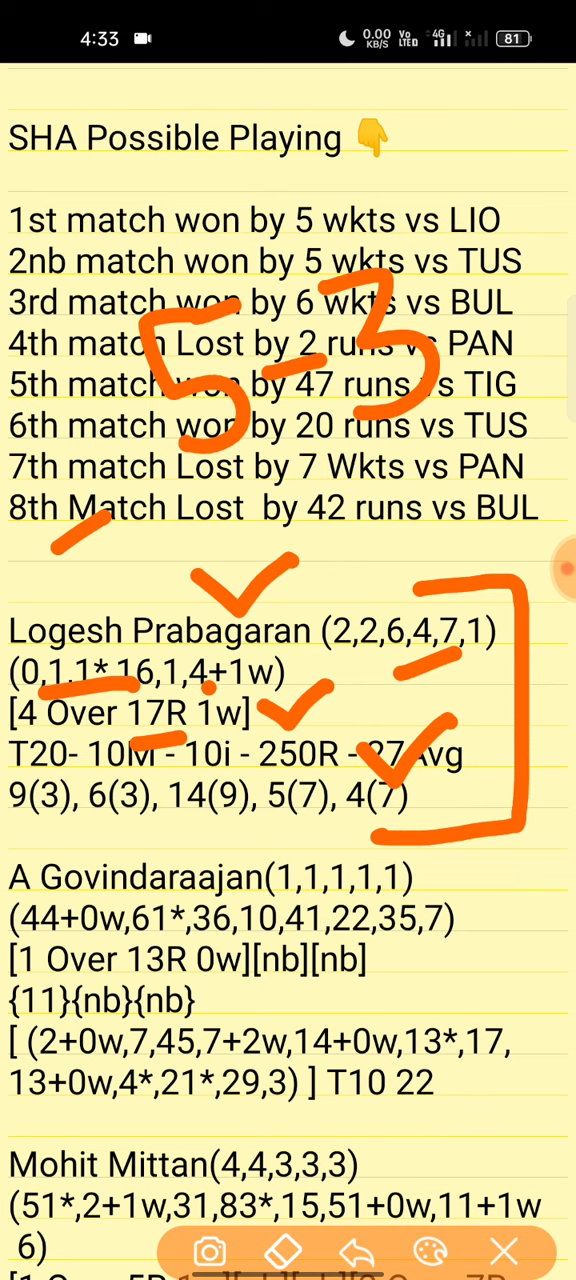 4:33
0.00 KB/S Vo LTED 4G 81
SHA Possible Playing 👇
1st match won by 5 wkts vs LIO
2nb match won by 5 wkts vs TUS
3rd match won by 6 wkts vs BUL
4th match Lost by 2 runs vs PAN
5th match won by 47 runs vs TIG
6th match won by 20 runs vs TUS
7th match Lost by 7 Wkts vs PAN
8th Match Lost by 42 runs vs BUL
5-3
Logesh Prabagaran (2,2,6,4,7,1)
(0,1,1*,16,1,4+1w)
[4 Over 17R 1w]
T20- 10M - 10i - 250R - 27 Avg
9(3), 6(3), 14(9), 5(7), 4(7)
A Govindaraajan(1,1,1,1,1)
(44+0w,61*,36,10,41,22,35,7)
[1 Over 13R 0w][nb][nb]
{11}{nb}{nb}
[ (2+0w,7,45,7+2w,14+0w,13*,17,
13+0w,4*,21*,29,3) ] T10 22
Mohit Mittan(4,4,3,3,3)
(51*,2+1w,31,83*,15,51+0w,11+1w
6)